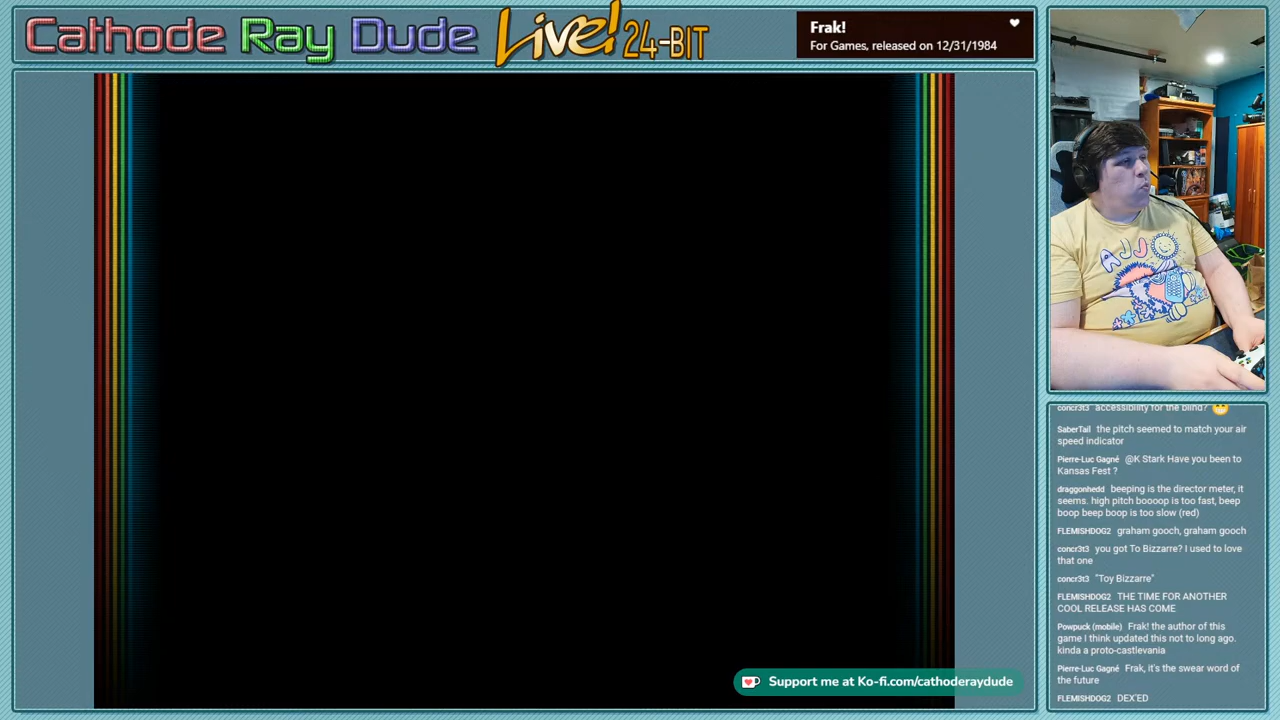 Cathode Ray Dude Live! 24-BIT
Frak!
For Games, released on 12/31/1984
AJJ
concr3t3 accessibility for the blind? 😁
SaberTail the pitch seemed to match your air
speed indicator
Pierre-Luc Gagné @K Stark Have you been to
Kansas Fest ?
draggonhedd beeping is the director meter, it
seems. high pitch boooop is too fast, beep
boop beep boop is too slow (red)
FLEMISHDOG2 graham gooch, graham gooch
concr3t3 you got To Bizzarre? I used to love
that one
concr3t3 "Toy Bizzarte"
FLEMISHDOG2 THE TIME FOR ANOTHER
COOL RELEASE HAS COME
Powpuck (mobile) Frak! the author of this
game I think updated this not to long ago.
kinda a proto-castlevania
Pierre-Luc Gagné Frak, it's the swear word of
the future
FLEMISHDOG2 DEX'ED
Support me at Ko-fi.com/cathoderaydude